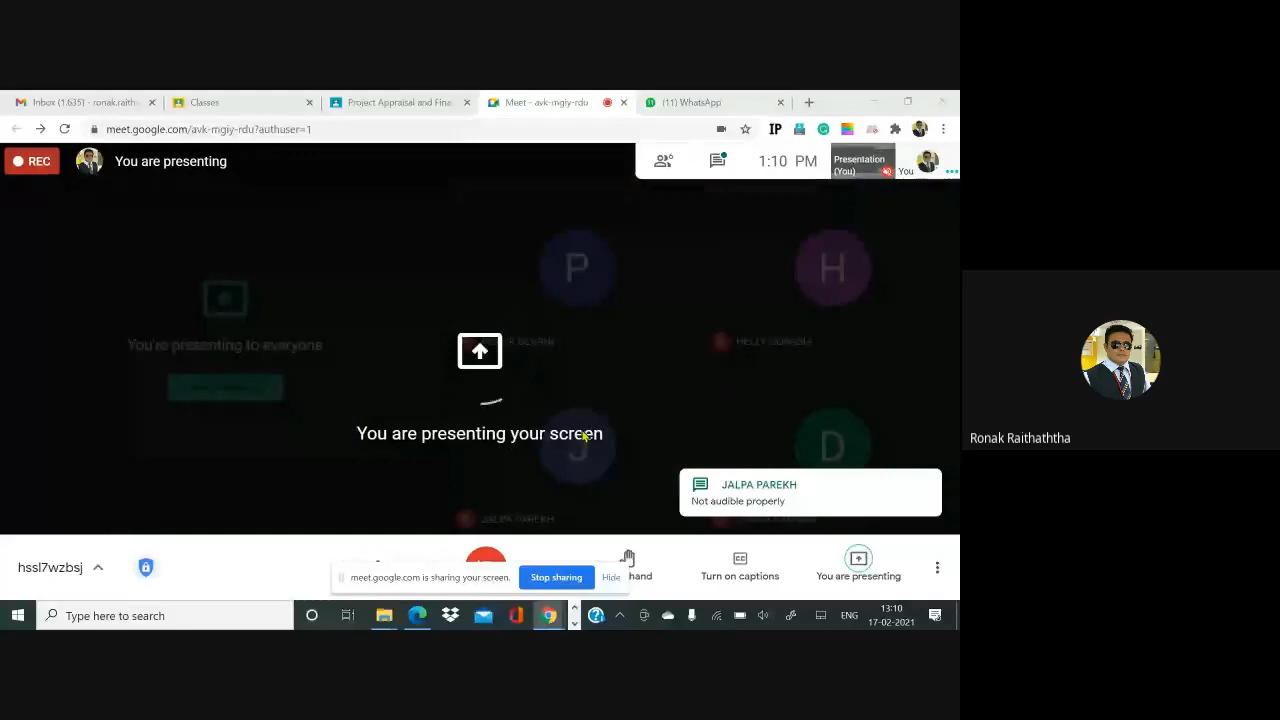 Inbox (1,635) - ronak.raith
Classes
Project Appraisal and Fina
Meet - avk-mgiy-rdu
(11) WhatsApp
meet.google.com/avk-mgiy-rdu?authuser=1
IP
REC
You are presenting
6
1:10 PM
Presentation
(You)
You
P
H
You're presenting to everyone
You are presenting your screen
J
D
JALPA PAREKH
Not audible properly
JALPA PAREKH
hssl7wzbsj
meet.google.com is sharing your screen.
Stop sharing
Hide
hand
Turn on captions
You are presenting
Type here to search
ENG
13:10
17-02-2021
Ronak Raithaththa